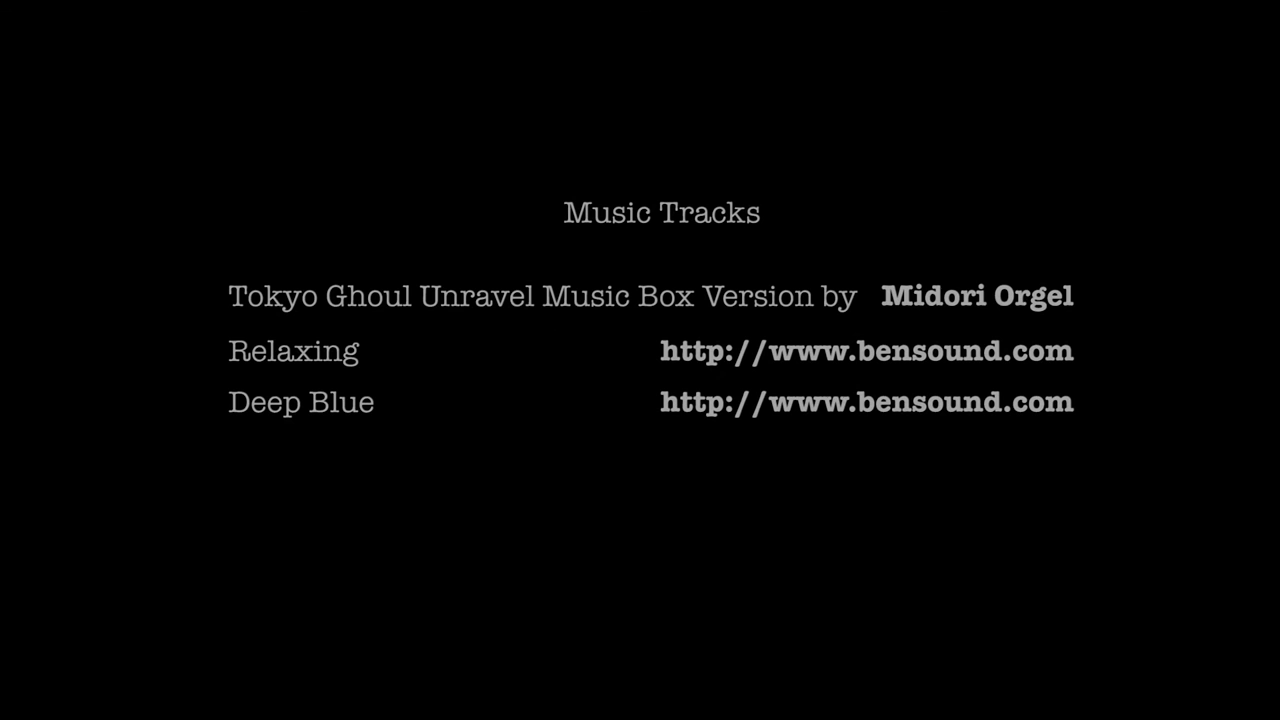 Music Tracks
Tokyo Ghoul Unravel Music Box Version by Midori Orgel
Relaxing http://www.bensound.com
Deep Blue http://www.bensound.com